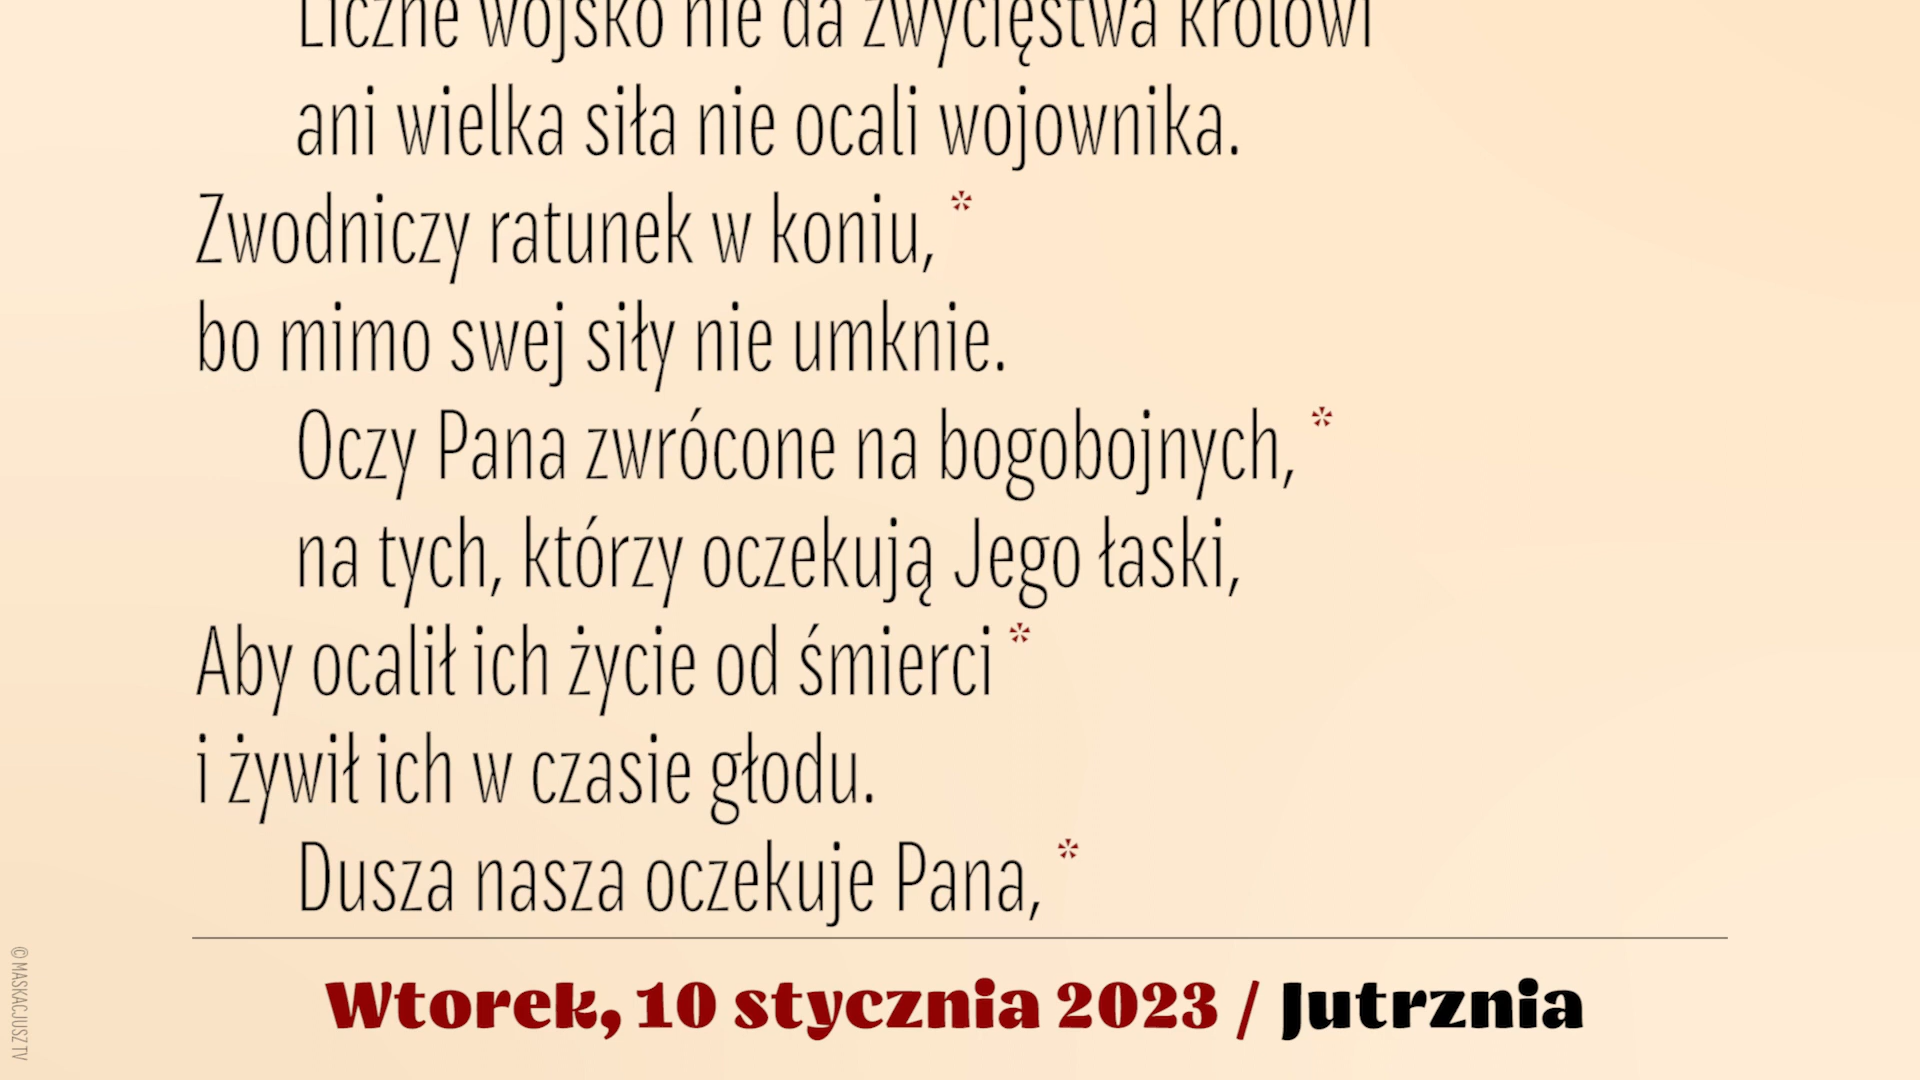 Liczne wojsko nie da zwycięstwa królowi
ani wielka siła nie ocali wojownika.
Zwodniczy ratunek w koniu, *
bo mimo swej siły nie umknie.
Oczy Pana zwrócone na bogobojnych, *
na tych, którzy oczekują Jego łaski,
Aby ocalił ich życie od śmierci *
i żywił ich w czasie głodu.
Dusza nasza oczekuje Pana, *
Wtorek, 10 stycznia 2023 / Jutrznia
© MASKACJUSZ TV